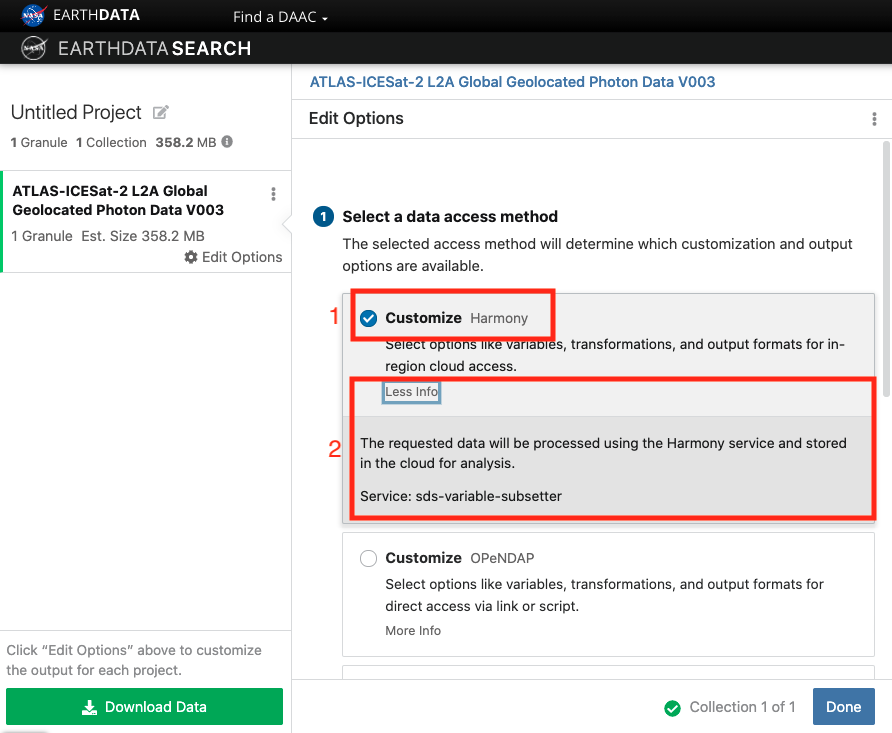 NASA EARTHDATA Find a DAAC
NASA EARTHDATA SEARCH
Untitled Project
1 Granule 1 Collection 358.2 MB
ATLAS-ICESat-2 L2A Global
Geolocated Photon Data V003
1 Granule Est. Size 358.2 MB
Edit Options
Click “Edit Options” above to customize
the output for each project.
Download Data
ATLAS-ICESat-2 L2A Global Geolocated Photon Data V003
Edit Options
1 Select a data access method
The selected access method will determine which customization and output
options are available.
1 Customize Harmony
Select options like variables, transformations, and output formats for in-
region cloud access.
Less Info
2
The requested data will be processed using the Harmony service and stored
in the cloud for analysis.
Service: sds-variable-subsetter
Customize OPeNDAP
Select options like variables, transformations, and output formats for
direct access via link or script.
More Info
Collection 1 of 1 Done